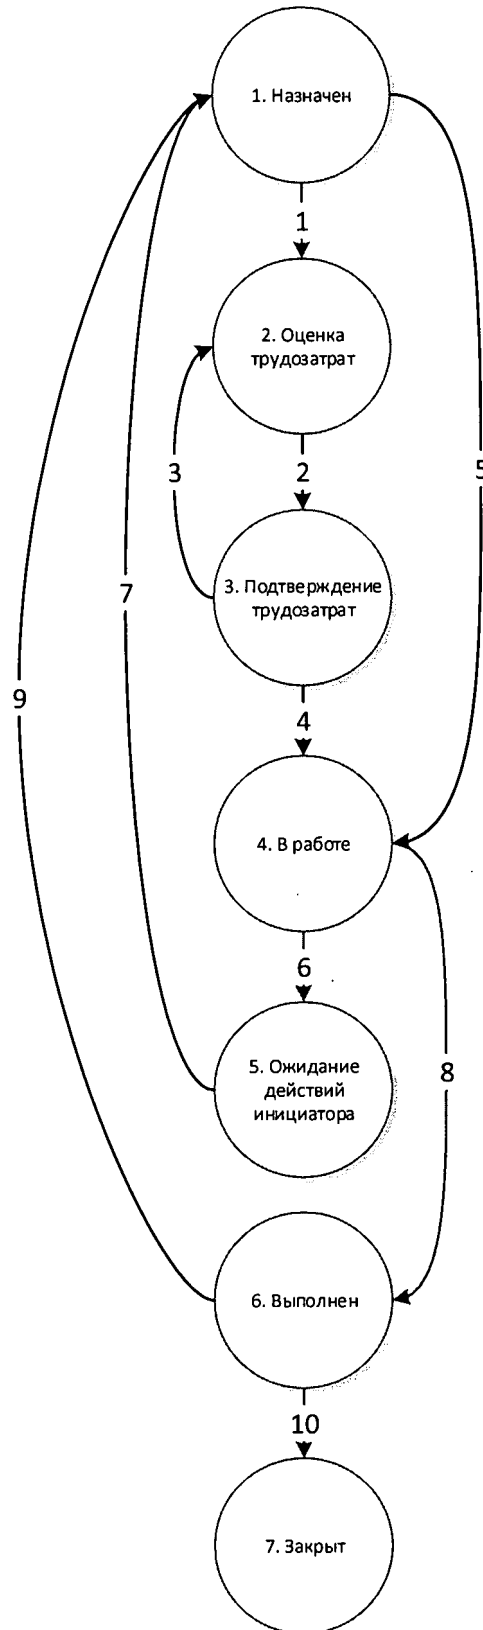 1. Назначен
1
2. Оценка
трудозатрат
3
2
5
7
3. Подтверждение
трудозатрат
9
4
4. В работе
6
5. Ожидание
действий
инициатора
8
6. Выполнен
10
7. Закрыт